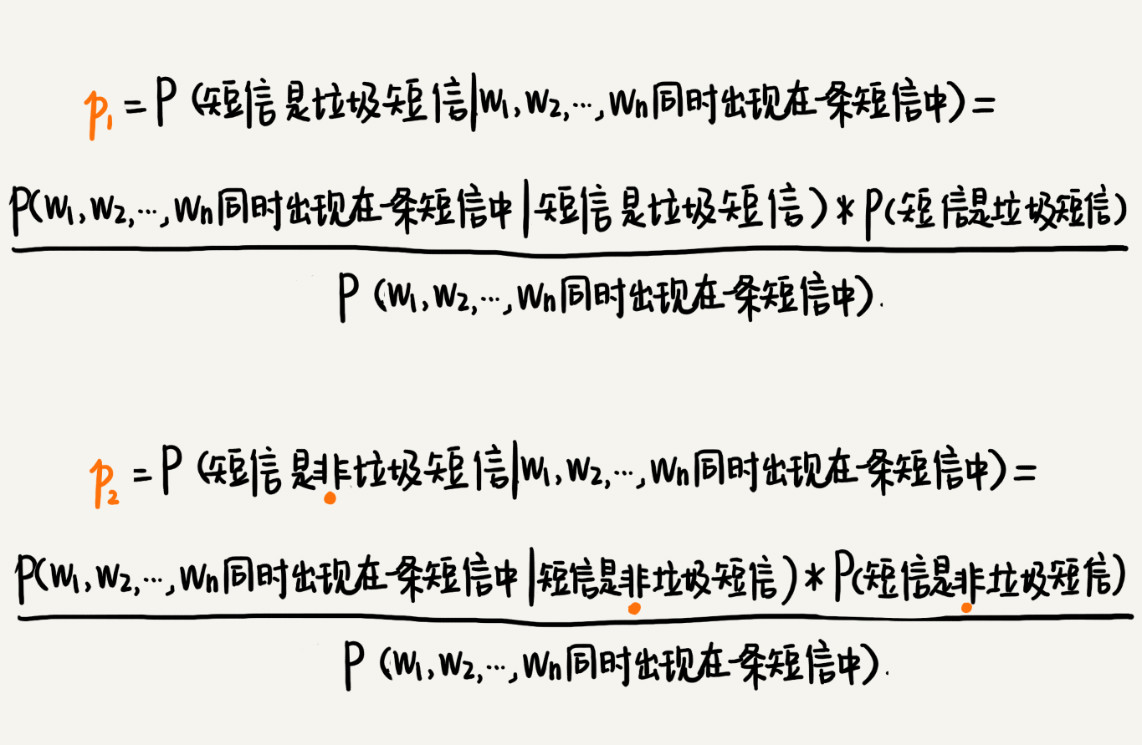 p₁ = P (短信是垃圾短信|W₁,W₂,…,Wn同时出现在一条短信中) =
P(W₁,W₂,…,Wn同时出现在一条短信中|短信是垃圾短信) * P(短信是垃圾短信)
P (W₁,W₂,…,Wn同时出现在一条短信中).
p₂ = P (短信是非垃圾短信|W₁,W₂,…,Wn同时出现在一条短信中) =
P(W₁,W₂,…,Wn同时出现在一条短信中|短信是非垃圾短信) * P(短信是非垃圾短信)
P (W₁,W₂,…,Wn同时出现在一条短信中).